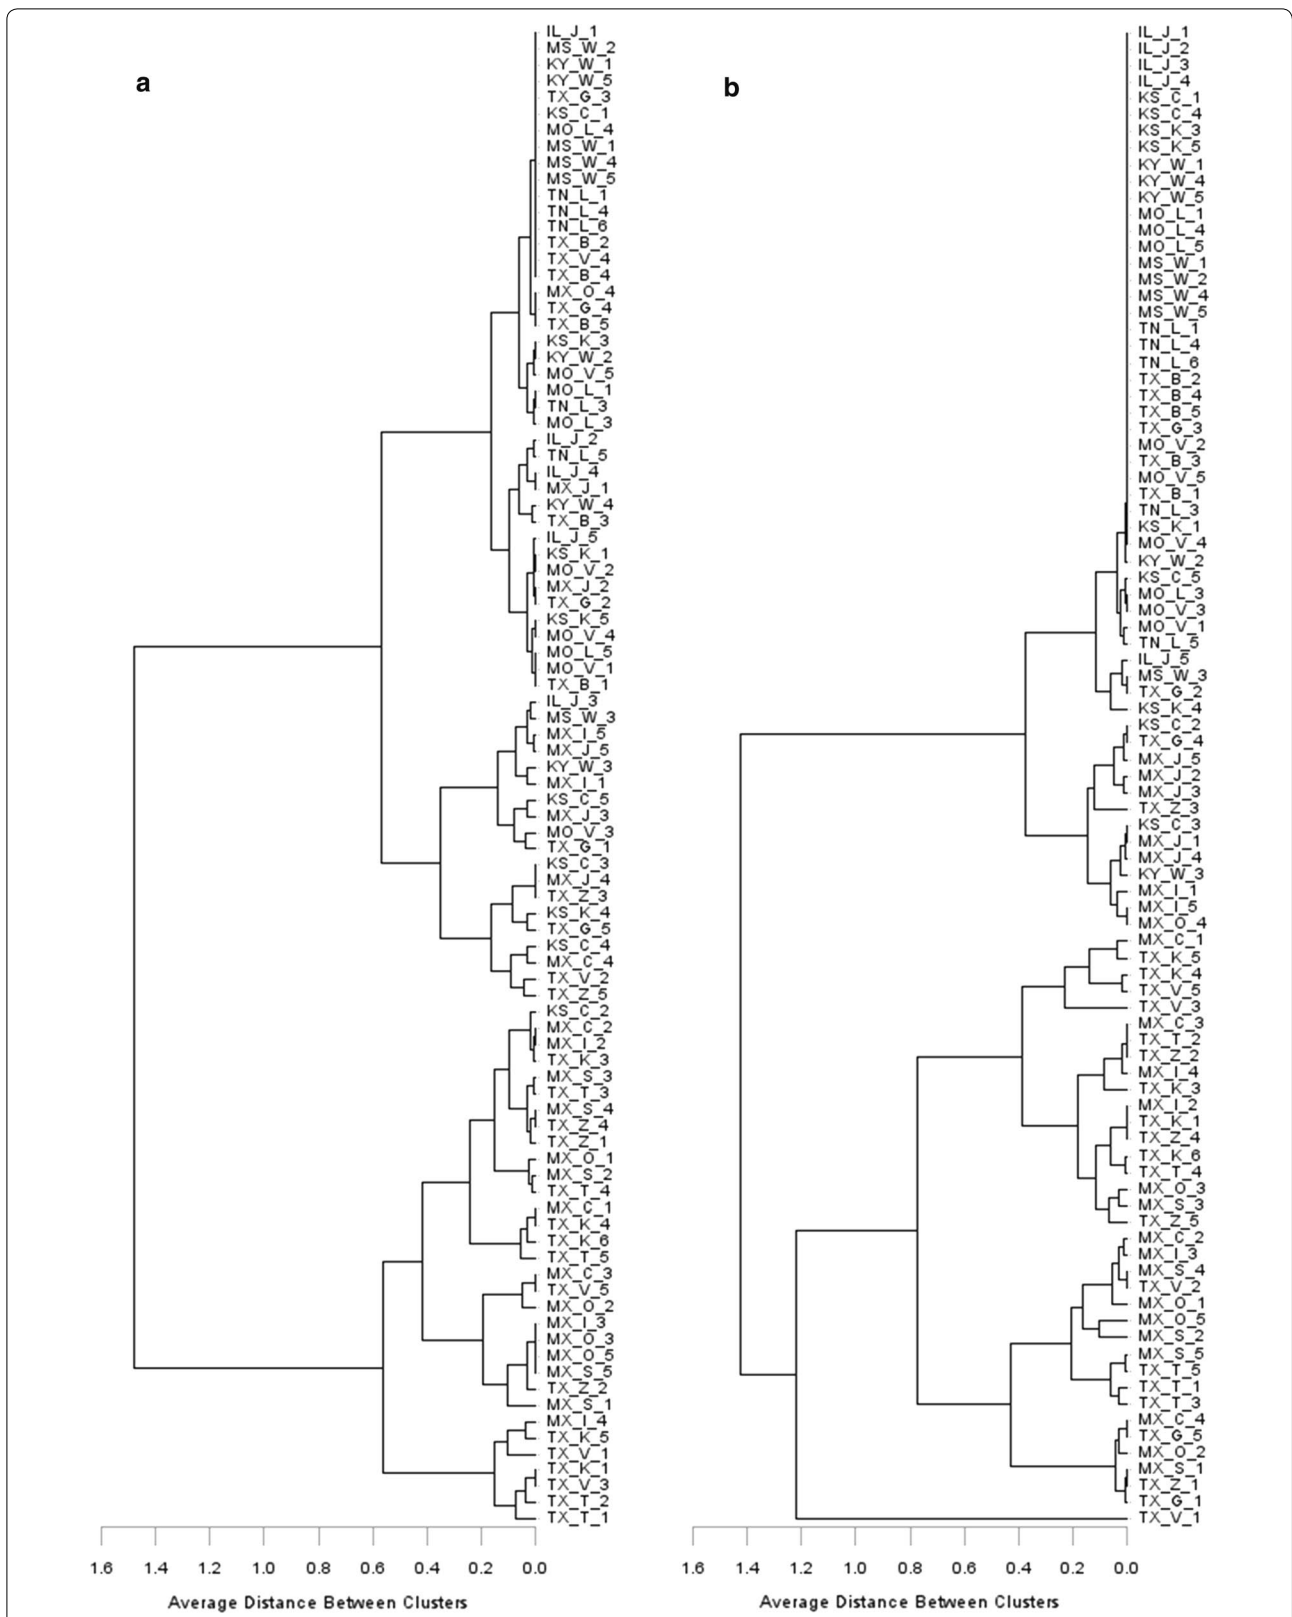 a
IL_J_1
MS_W_2
KY_W_1
KY_W_5
TX_G_3
KS_C_1
MO_L_4
MS_W_1
MS_W_4
MS_W_5
TN_L_1
TN_L_4
TN_L_6
TX_B_2
TX_V_4
TX_B_4
MX_O_4
TX_G_4
TX_B_5
KS_K_3
KY_W_2
MO_V_5
MO_L_1
TN_L_3
MO_L_3
IL_J_2
TN_L_5
IL_J_4
MX_J_1
KY_W_4
TX_B_3
IL_J_5
KS_K_1
MO_V_2
MX_J_2
TX_G_2
KS_K_5
MO_V_4
MO_L_5
MO_V_1
TX_B_1
IL_J_3
MS_W_3
MX_I_5
MX_J_5
KY_W_3
MX_I_1
KS_C_5
MX_J_3
MO_V_3
TX_G_1
KS_C_3
MX_J_4
TX_Z_3
KS_K_4
TX_G_5
KS_C_4
MX_C_4
TX_V_2
TX_Z_5
KS_C_2
MX_C_2
MX_I_2
TX_K_3
MX_S_3
TX_T_3
MX_S_4
TX_Z_4
TX_Z_1
MX_O_1
MX_S_2
TX_T_4
MX_C_1
TX_K_4
TX_K_6
TX_T_5
MX_C_3
TX_V_5
MX_O_2
MX_I_3
MX_O_3
MX_O_5
MX_S_5
TX_Z_2
MX_S_1
MX_I_4
TX_K_5
TX_V_1
TX_K_1
TX_V_3
TX_T_2
TX_T_1
1.6 1.4 1.2 1.0 0.8 0.6 0.4 0.2 0.0
Average Distance Between Clusters
b
IL_J_1
IL_J_2
IL_J_3
IL_J_4
KS_C_1
KS_C_4
KS_K_3
KS_K_5
KY_W_1
KY_W_4
KY_W_5
MO_L_1
MO_L_4
MO_L_5
MS_W_1
MS_W_2
MS_W_4
MS_W_5
TN_L_1
TN_L_4
TN_L_6
TX_B_2
TX_B_4
TX_B_5
TX_G_3
MO_V_2
TX_B_3
MO_V_5
TX_B_1
TN_L_3
KS_K_1
MO_V_4
KY_W_2
KS_C_5
MO_L_3
MO_V_3
MO_V_1
TN_L_5
IL_J_5
MS_W_3
TX_G_2
KS_K_4
KS_C_2
TX_G_4
MX_J_5
MX_J_2
MX_J_3
TX_Z_3
KS_C_3
MX_J_1
MX_J_4
KY_W_3
MX_I_1
MX_I_5
MX_O_4
MX_C_1
TX_K_5
TX_K_4
TX_V_5
TX_V_3
MX_C_3
TX_T_2
TX_Z_2
MX_I_4
TX_K_3
MX_I_2
TX_K_1
TX_Z_4
TX_K_6
TX_T_4
MX_O_3
MX_S_3
TX_Z_5
MX_C_2
MX_I_3
MX_S_4
TX_V_2
MX_O_1
MX_O_5
MX_S_2
MX_S_5
TX_T_5
TX_T_1
TX_T_3
MX_C_4
TX_G_5
MX_O_2
MX_S_1
TX_Z_1
TX_G_1
TX_V_1
1.6 1.4 1.2 1.0 0.8 0.6 0.4 0.2 0.0
Average Distance Between Clusters